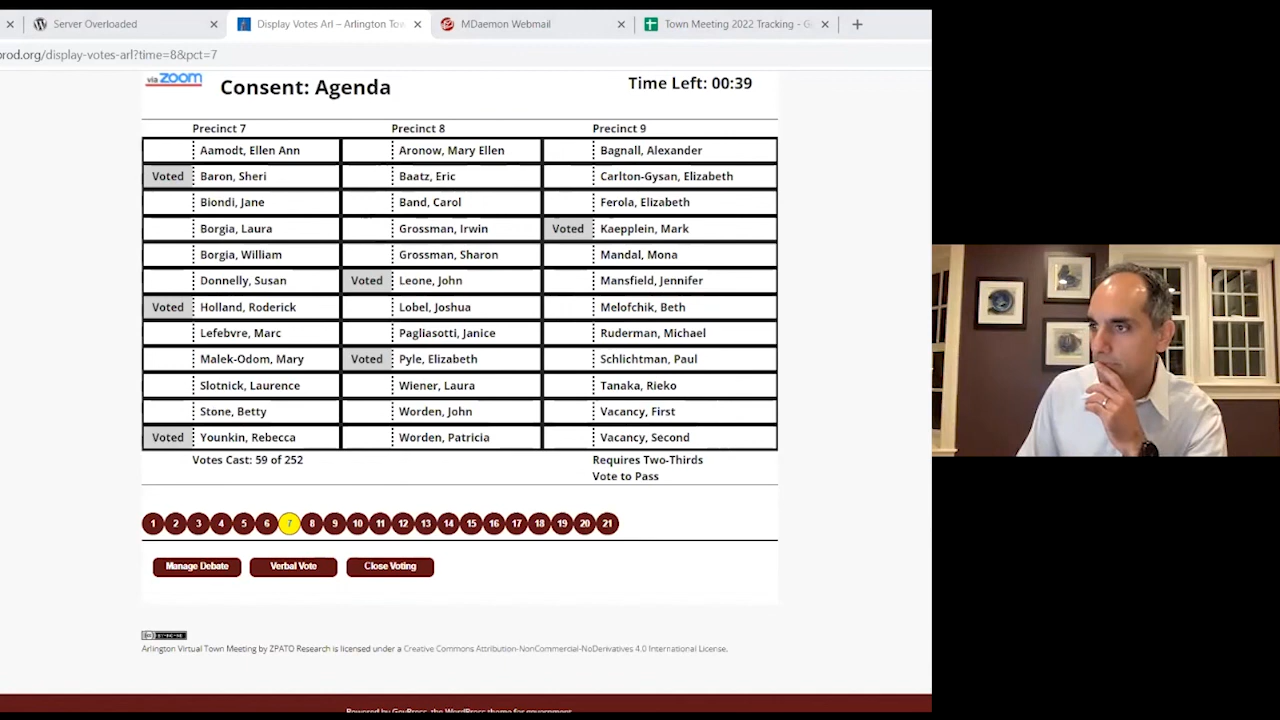 Server Overloaded × Display Votes Arl – Arlington Tow × MDaemon Webmail × Town Meeting 2022 Tracking - G × +
prod.org/display-votes-arl?time=8&pct=7
via zoom Consent: Agenda Time Left: 00:39
Precinct 7 Precinct 8 Precinct 9
Aamodt, Ellen Ann Aronow, Mary Ellen Bagnall, Alexander
Voted Baron, Sheri Baatz, Eric Carlton-Gysan, Elizabeth
Biondi, Jane Band, Carol Ferola, Elizabeth
Borgia, Laura Grossman, Irwin Voted Kaepplein, Mark
Borgia, William Grossman, Sharon Mandal, Mona
Donnelly, Susan Voted Leone, John Mansfield, Jennifer
Voted Holland, Roderick Lobel, Joshua Melofchik, Beth
Lefebvre, Marc Pagliasotti, Janice Ruderman, Michael
Malek-Odom, Mary Voted Pyle, Elizabeth Schlichtman, Paul
Slotnick, Laurence Wiener, Laura Tanaka, Rieko
Stone, Betty Worden, John Vacancy, First
Voted Younkin, Rebecca Worden, Patricia Vacancy, Second
Votes Cast: 59 of 252 Requires Two-Thirds
Vote to Pass
1 2 3 4 5 6 7 8 9 10 11 12 13 14 15 16 17 18 19 20 21
Manage Debate Verbal Vote Close Voting
Arlington Virtual Town Meeting by ZPATO Research is licensed under a Creative Commons Attribution-NonCommercial-NoDerivatives 4.0 International License.
Powered by GovPress, the WordPress theme for government.